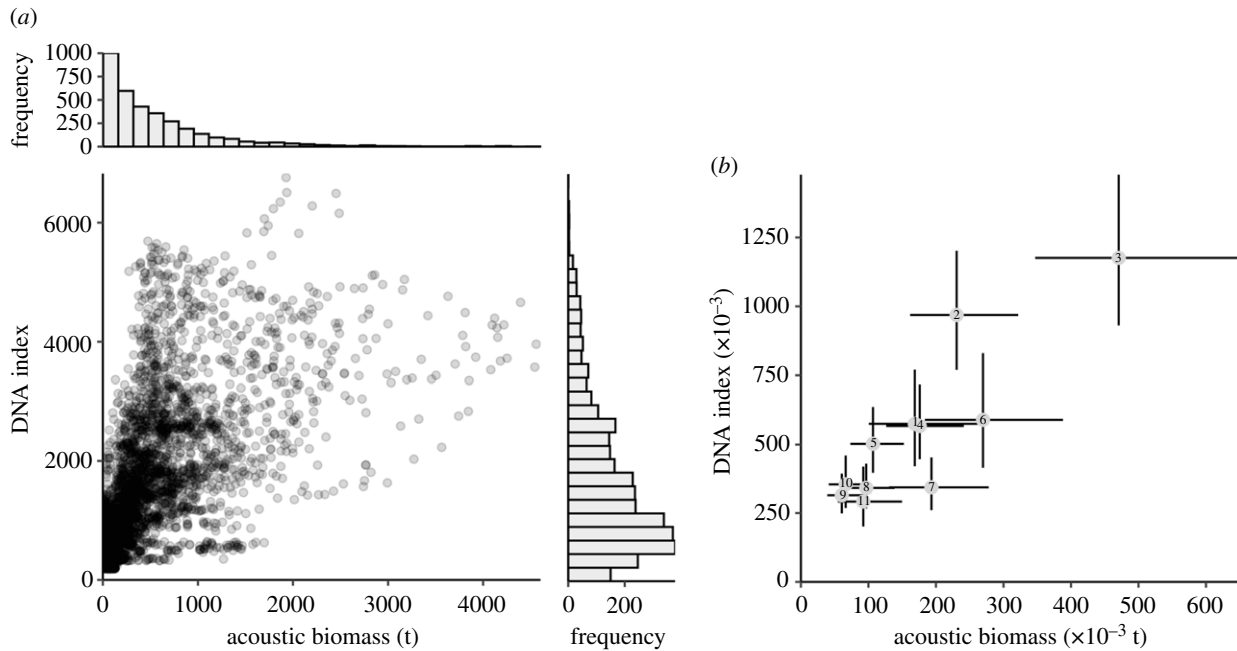 (a)
frequency
1000
750
500
250
0
DNA index
6000
4000
2000
0
0 1000 2000 3000 4000
acoustic biomass (t)
0 200
frequency
(b)
DNA index (×10⁻³)
1250
1000
750
500
250
0
3
2
1 4 6
5
10 8 7
9
11
0 100 200 300 400 500 600
acoustic biomass (×10⁻³ t)